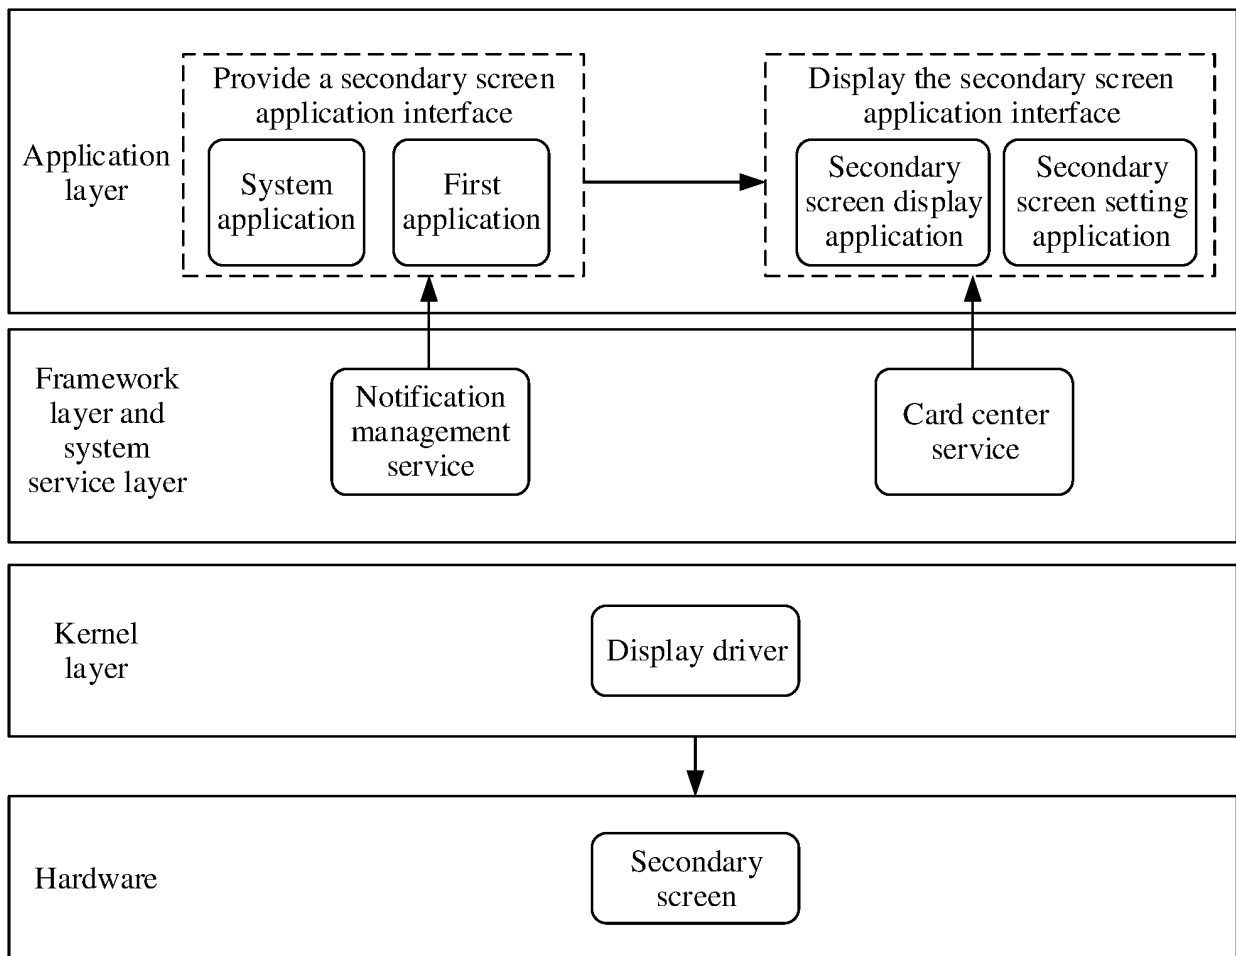 Application
layer
Provide a secondary screen
application interface
System
application
First
application
Display the secondary screen
application interface
Secondary
screen display
application
Secondary
screen setting
application
Framework
layer and
system
service layer
Notification
management
service
Card center
service
Kernel
layer
Display driver
Hardware
Secondary
screen